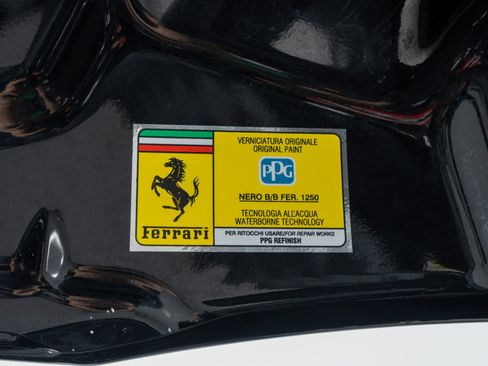 VERNICIATURA ORIGINALE
ORIGINAL PAINT
PPG
NERO B/B FER. 1250
TECNOLOGIA ALL'ACQUA
WATERBORNE TECHNOLOGY
Ferrari
PER RITOCCHI USARE/FOR REPAIR WORKS
PPG REFINISH